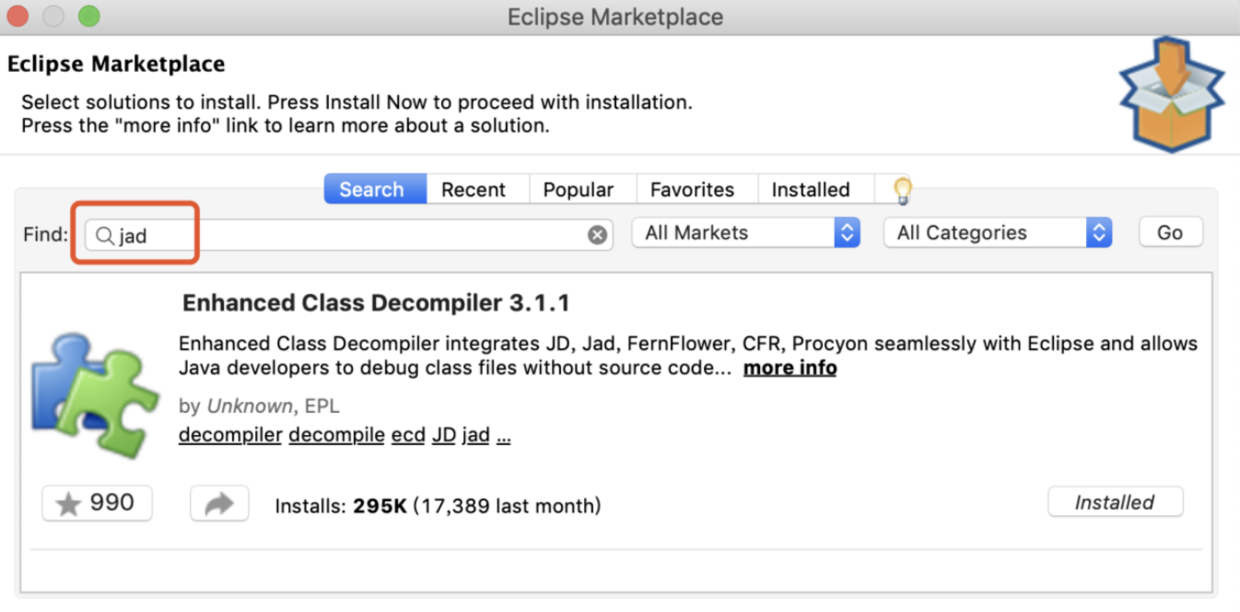 Eclipse Marketplace
Eclipse Marketplace
Select solutions to install. Press Install Now to proceed with installation.
Press the "more info" link to learn more about a solution.
Search Recent Popular Favorites Installed
Find: jad All Markets All Categories Go
Enhanced Class Decompiler 3.1.1
Enhanced Class Decompiler integrates JD, Jad, FernFlower, CFR, Procyon seamlessly with Eclipse and allows
Java developers to debug class files without source code... more info
by Unknown, EPL
decompiler decompile ecd JD jad ...
990 Installs: 295K (17,389 last month) Installed